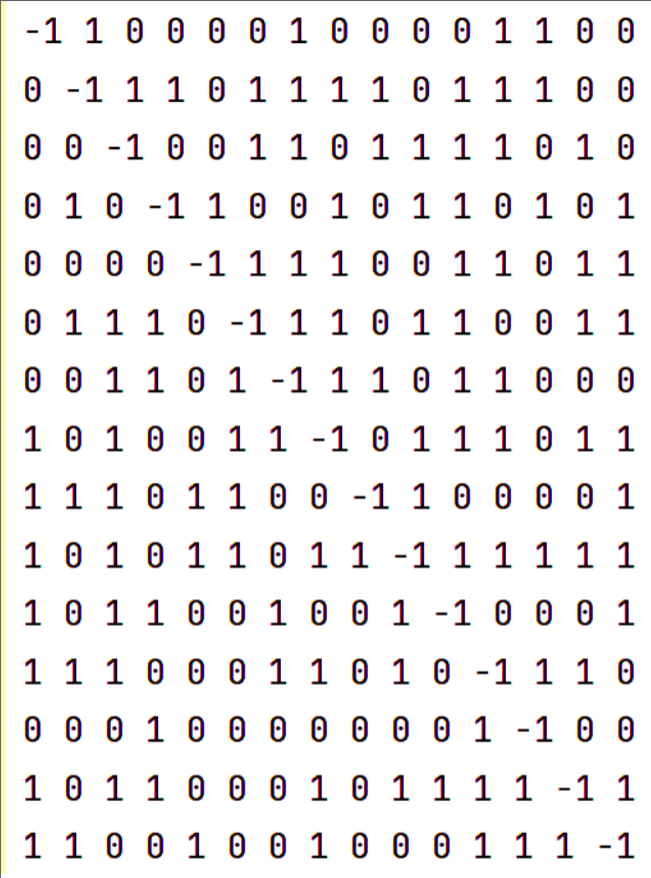 -1 1 0 0 0 0 1 0 0 0 0 1 1 0 0
0 -1 1 1 0 1 1 1 1 0 1 1 1 0 0
0 0 -1 0 0 1 1 0 1 1 1 1 0 1 0
0 1 0 -1 1 0 0 1 0 1 1 0 1 0 1
0 0 0 0 -1 1 1 1 0 0 1 1 0 1 1
0 1 1 1 0 -1 1 1 0 1 1 0 0 1 1
0 0 1 1 0 1 -1 1 1 0 1 1 0 0 0
1 0 1 0 0 1 1 -1 0 1 1 1 0 1 1
1 1 1 0 1 1 0 0 -1 1 0 0 0 0 1
1 0 1 0 1 1 0 1 1 -1 1 1 1 1 1
1 0 1 1 0 0 1 0 0 1 -1 0 0 0 1
1 1 1 0 0 0 1 1 0 1 0 -1 1 1 0
0 0 0 1 0 0 0 0 0 0 0 1 -1 0 0
1 0 1 1 0 0 0 1 0 1 1 1 1 -1 1
1 1 0 0 1 0 0 1 0 0 0 1 1 1 -1